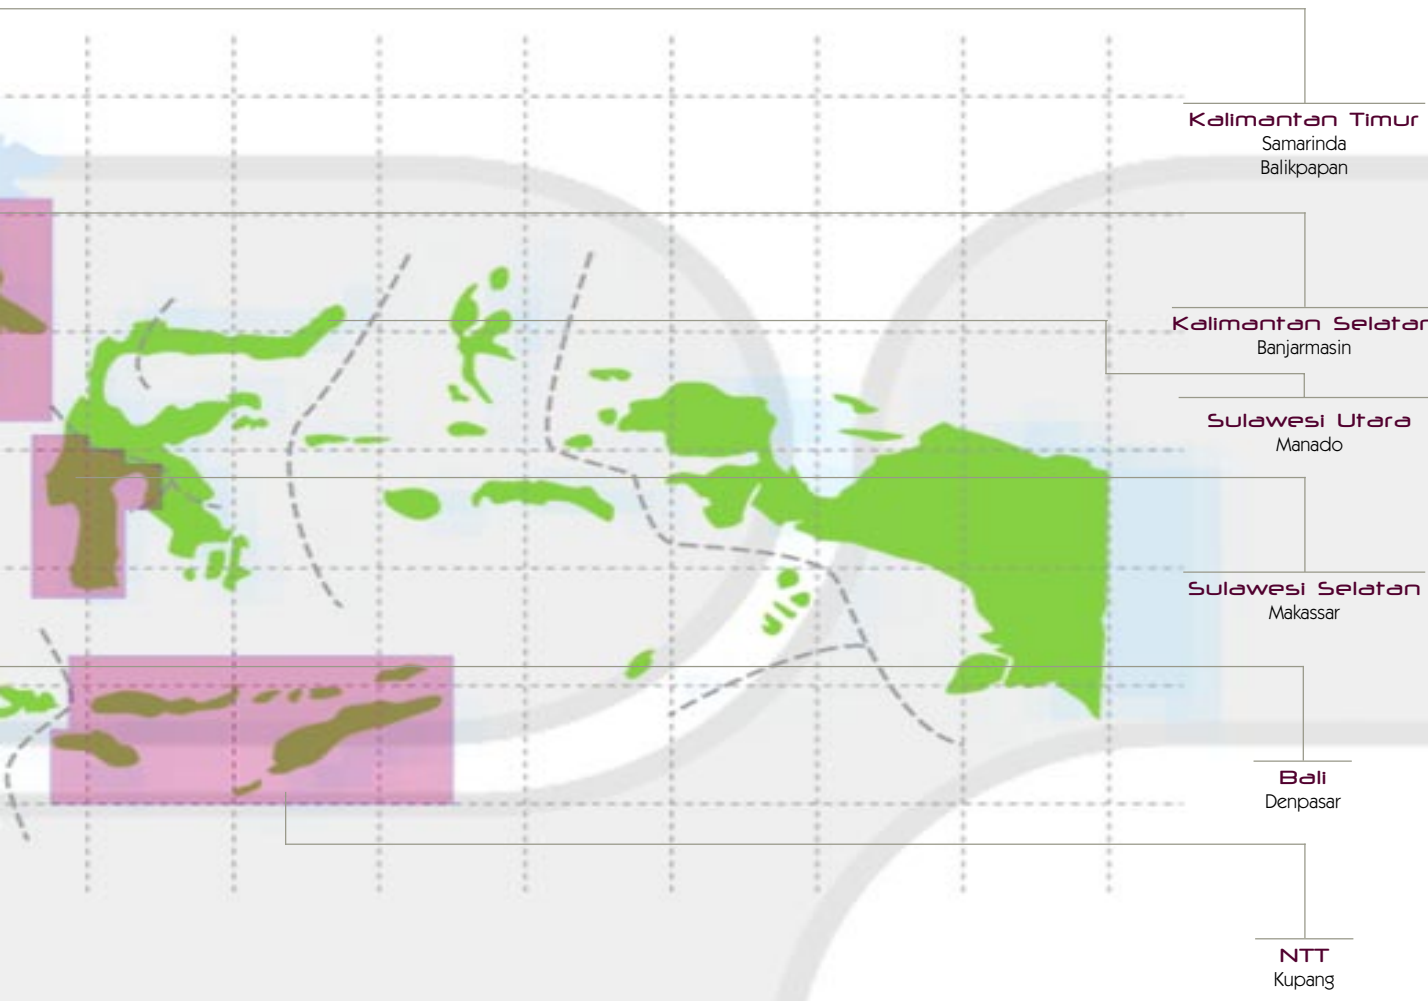 Kalimantan Timur
Samarinda
Balikpapan
Kalimantan Selatan
Banjarmasin
Sulawesi Utara
Manado
Sulawesi Selatan
Makassar
Bali
Denpasar
NTT
Kupang